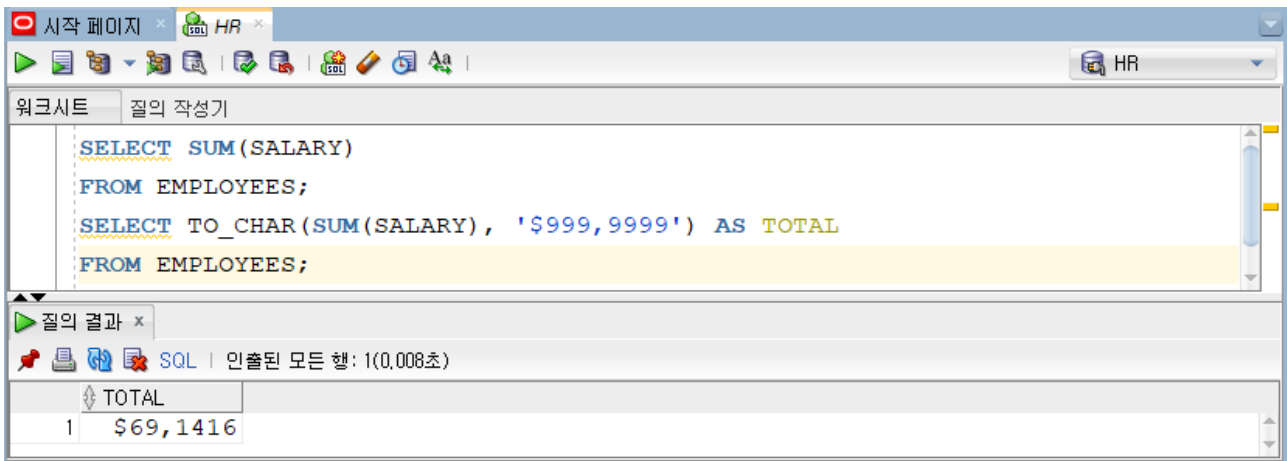 시작 페이지 HR
HR
워크시트 질의 작성기
SELECT SUM(SALARY)
FROM EMPLOYEES;
SELECT TO_CHAR(SUM(SALARY), '$999,9999') AS TOTAL
FROM EMPLOYEES;
질의 결과 x
SQL | 인출된 모든 행: 1(0,008초)
TOTAL
1 $69,1416